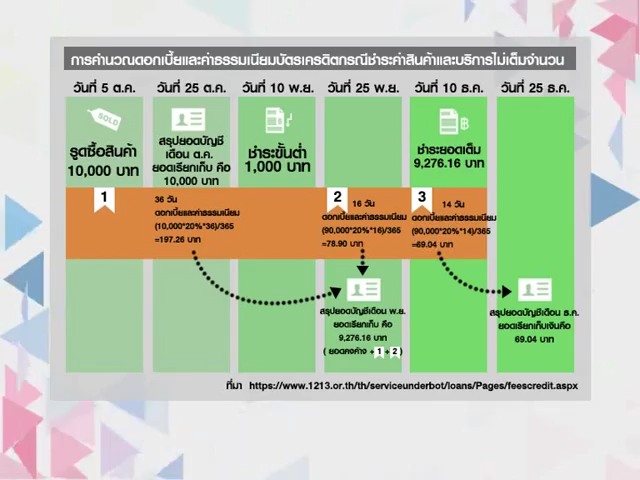 การคำนวณดอกเบี้ยและค่าธรรมเนียมบัตรเครดิตกรณีชำระค่าสินค้าและบริการไม่เต็มจำนวน
วันที่ 5 ต.ค.
วันที่ 25 ต.ค.
วันที่ 10 พ.ย.
วันที่ 25 พ.ย.
วันที่ 10 ธ.ค.
วันที่ 25 ธ.ค.
SOLD
รูดซื้อสินค้า
10,000 บาท
สรุปยอดบัญชี
เดือน ต.ค.
ยอดเรียกเก็บ คือ
10,000 บาท
ชำระขั้นต่ำ
1,000 บาท
ชำระยอดเต็ม
9,276.16 บาท
1
36 วัน
ดอกเบี้ยและค่าธรรมเนียม
(10,000*20%*36)/365
=197.26 บาท
2
16 วัน
ดอกเบี้ยและค่าธรรมเนียม
(90,000*20%*16)/365
=78.90 บาท
3
14 วัน
ดอกเบี้ยและค่าธรรมเนียม
(90,000*20%*14)/365
=69.04 บาท
สรุปยอดบัญชีเดือน พ.ย.
ยอดเรียกเก็บ คือ
9,276.16 บาท
( ยอดคงค้าง + 1 + 2 )
สรุปยอดบัญชีเดือน ธ.ค.
ยอดเรียกเก็บเงินคือ
69.04 บาท
ที่มา https://www.1213.or.th/th/serviceunderbot/loans/Pages/feescredit.aspx